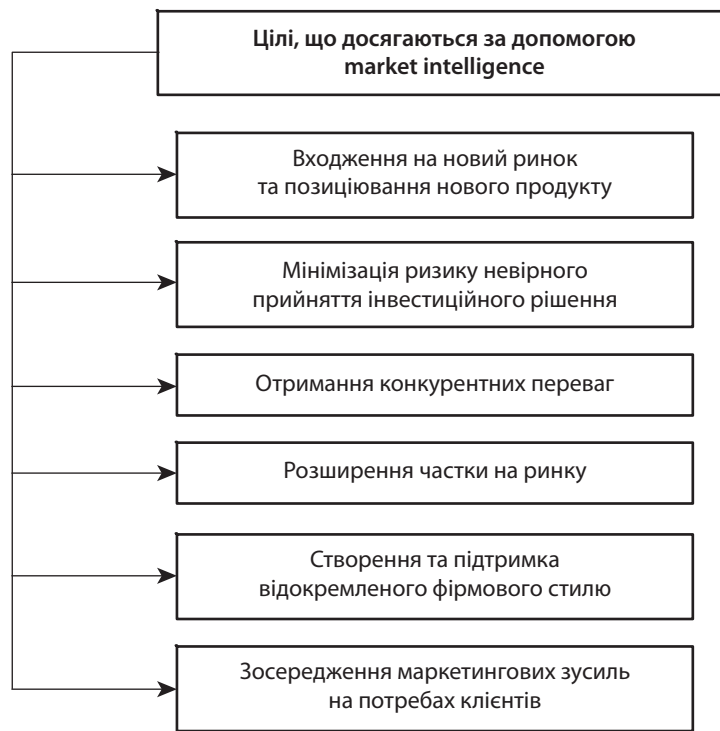 Цілі, що досягаються за допомогою
market intelligence
Входження на новий ринок
та позиціювання нового продукту
Мінімізація ризику невірного
прийняття інвестиційного рішення
Отримання конкурентних переваг
Розширення частки на ринку
Створення та підтримка
відокремленого фірмового стилю
Зосередження маркетингових зусиль
на потребах клієнтів